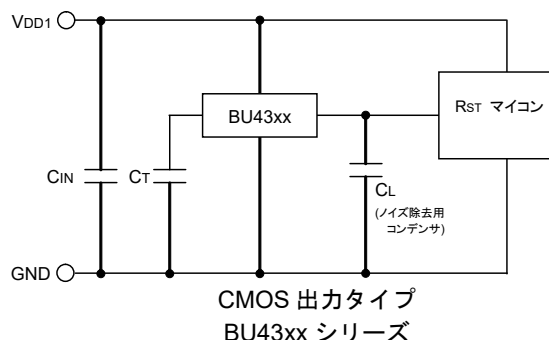 VDD1
BU43xx
RST マイコン
CIN
CT
CL
(ノイズ除去用
コンデンサ)
GND
CMOS 出力タイプ
BU43xx シリーズ